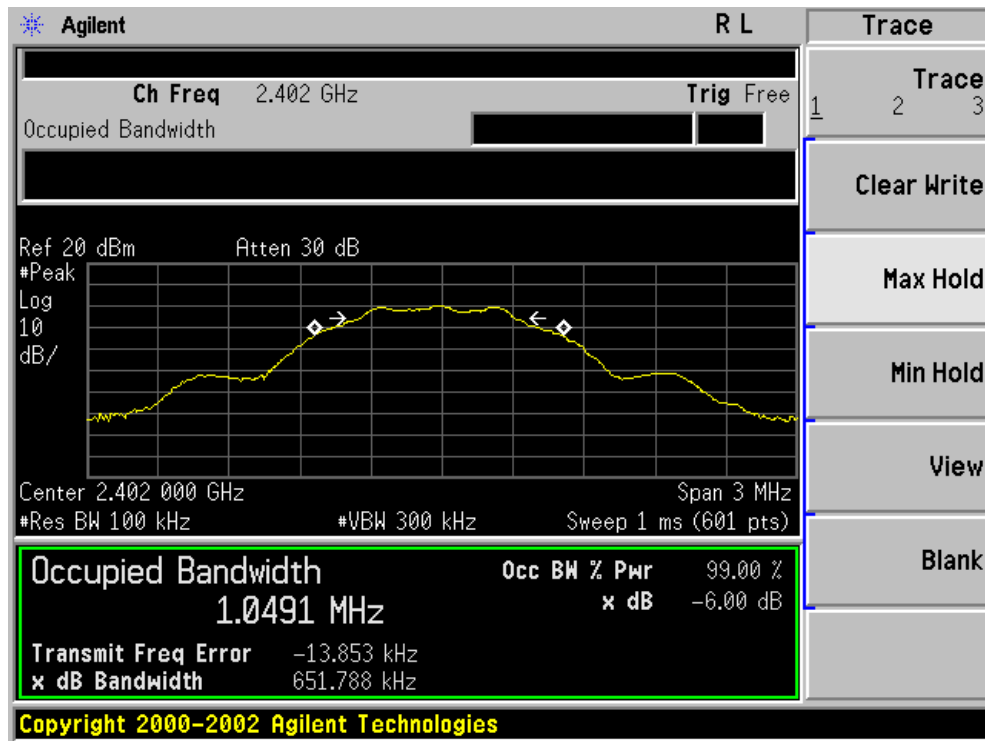 Agilent R L Trace
Ch Freq 2.402 GHz Trig Free
Occupied Bandwidth
Trace
1 2 3
Clear Write
Ref 20 dBm Atten 30 dB
#Peak
Log
10
dB/
Max Hold
Min Hold
View
Center 2.402 000 GHz Span 3 MHz
#Res BW 100 kHz #VBW 300 kHz Sweep 1 ms (601 pts)
Blank
Occupied Bandwidth Occ BW % Pwr 99.00 %
1.0491 MHz x dB -6.00 dB
Transmit Freq Error -13.853 kHz
x dB Bandwidth 651.788 kHz
Copyright 2000-2002 Agilent Technologies